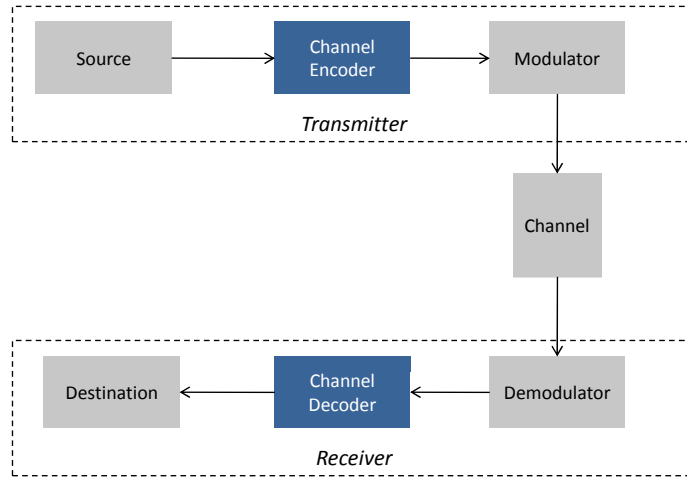 Source
Channel
Encoder
Modulator
Transmitter
Channel
Destination
Channel
Decoder
Demodulator
Receiver